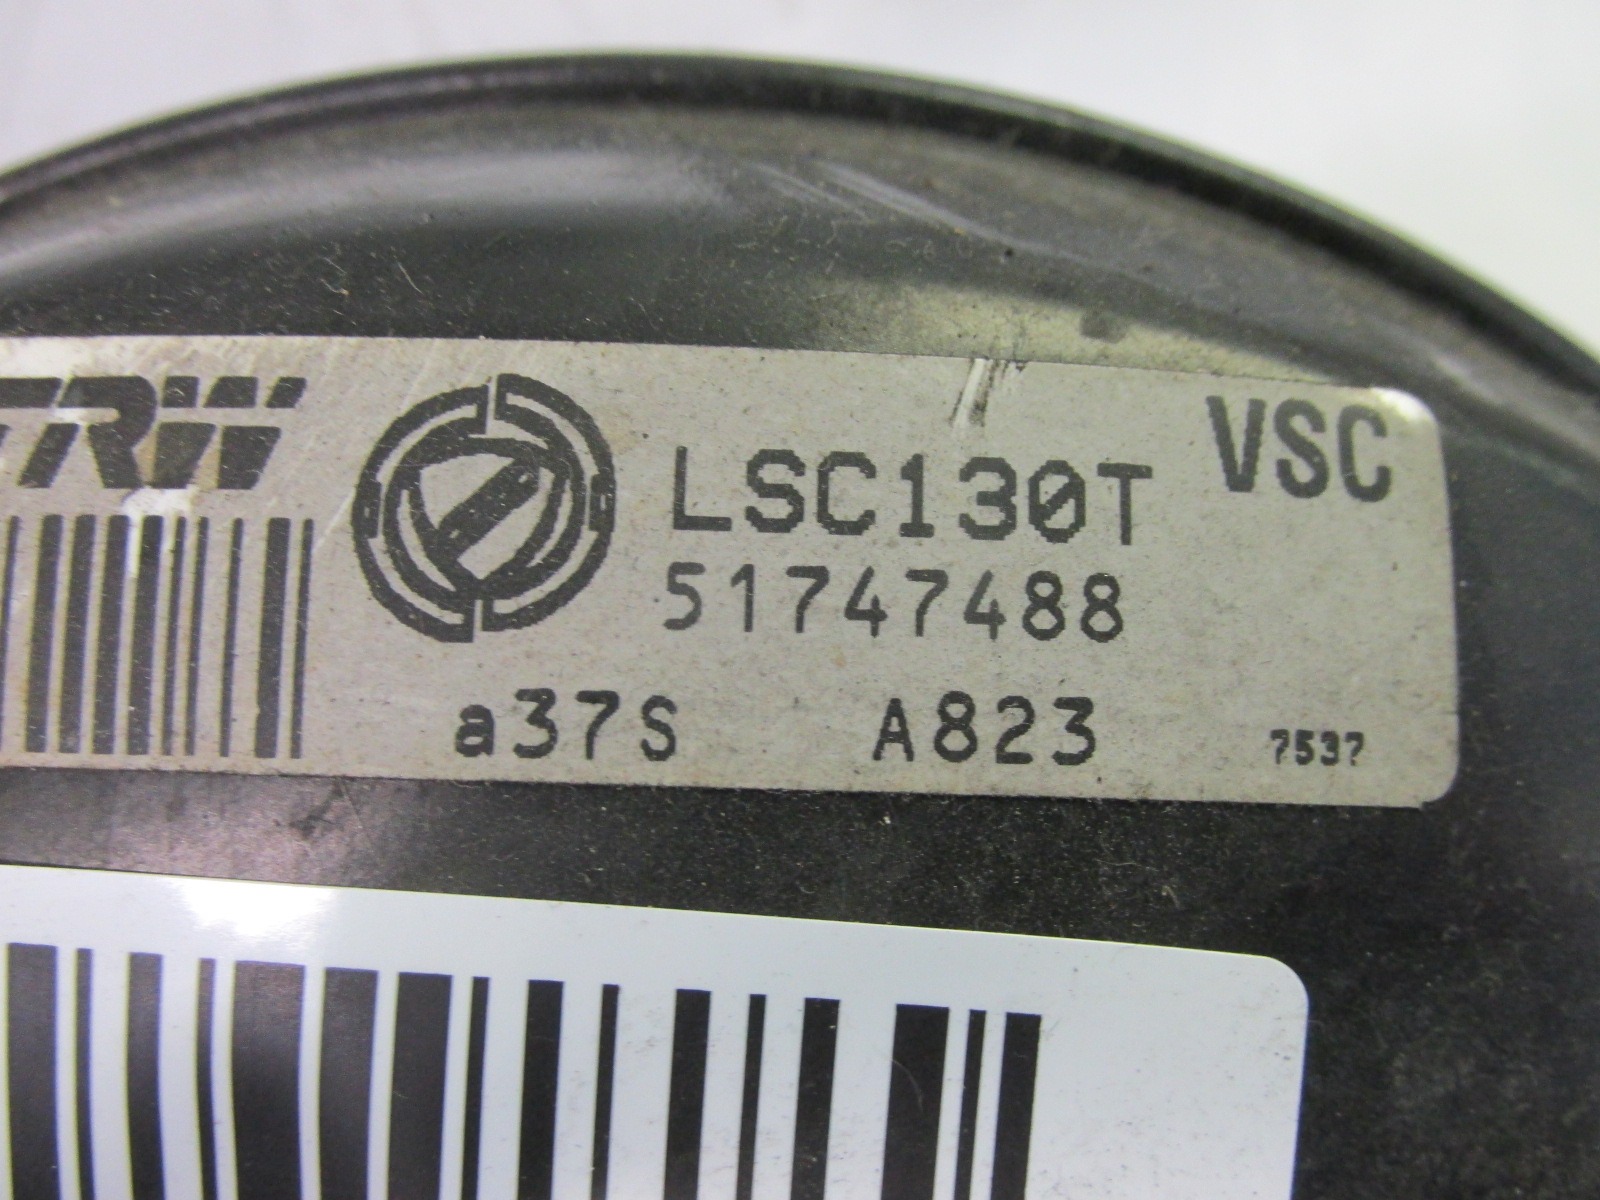 TRW
LSC130T VSC
51747488
a37S A823 7537